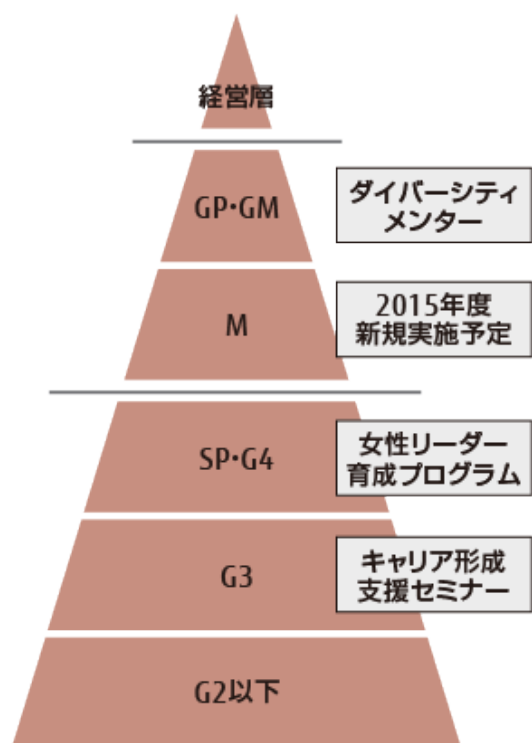 経営層
GP・GM
ダイバーシティ
メンター
M
2015年度
新規実施予定
SP・G4
女性リーダー
育成プログラム
G3
キャリア形成
支援セミナー
G2以下